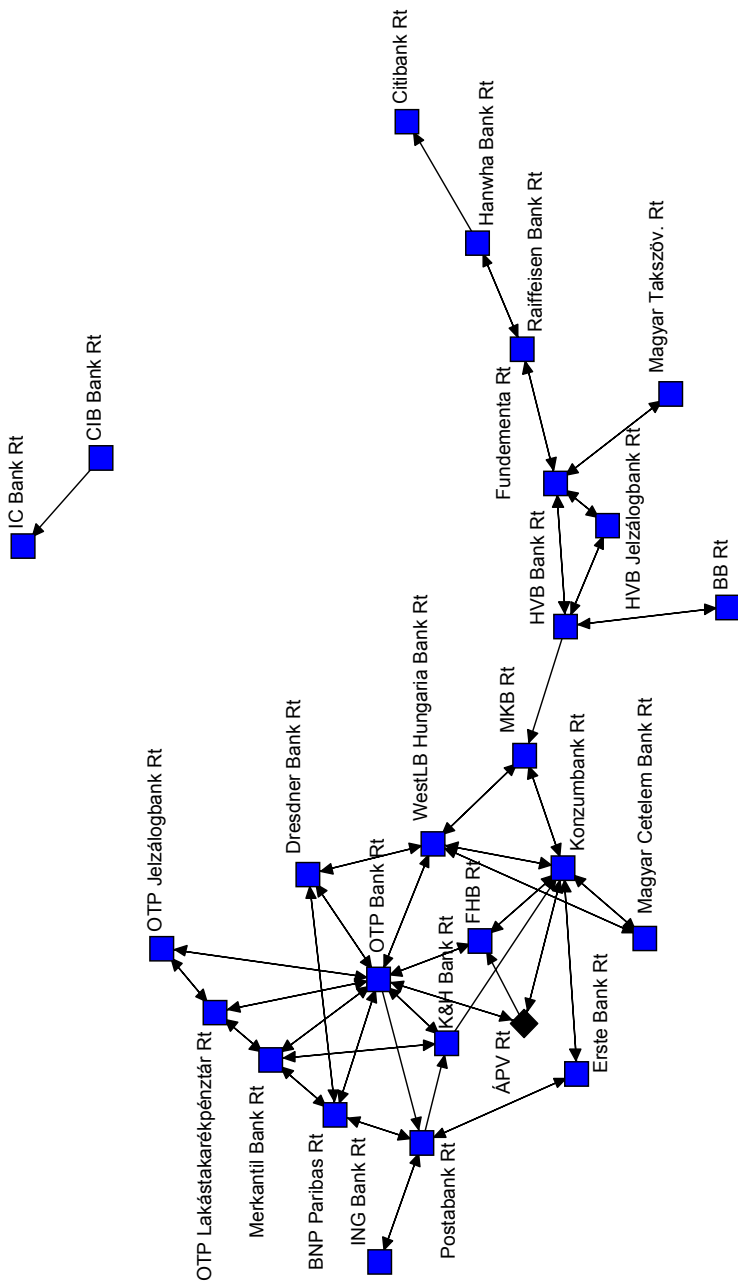 IC Bank Rt
CIB Bank Rt
Citibank Rt
Hanwha Bank Rt
Raiffeisen Bank Rt
Fundementa Rt
Magyar Takszöv. Rt
HVB Bank Rt
HVB Jelzálogbank Rt
BB Rt
MKB Rt
WestLB Hungaria Bank Rt
Konzumbank Rt
Magyar Cetelem Bank Rt
Dresdner Bank Rt
OTP Jelzálogbank Rt
OTP Bank Rt
FHB Rt
K&H Bank Rt
ÁPV Rt
Erste Bank Rt
OTP Lakástakarékpénztár Rt
Merkantil Bank Rt
BNP Paribas Rt
ING Bank Rt
Postabank Rt